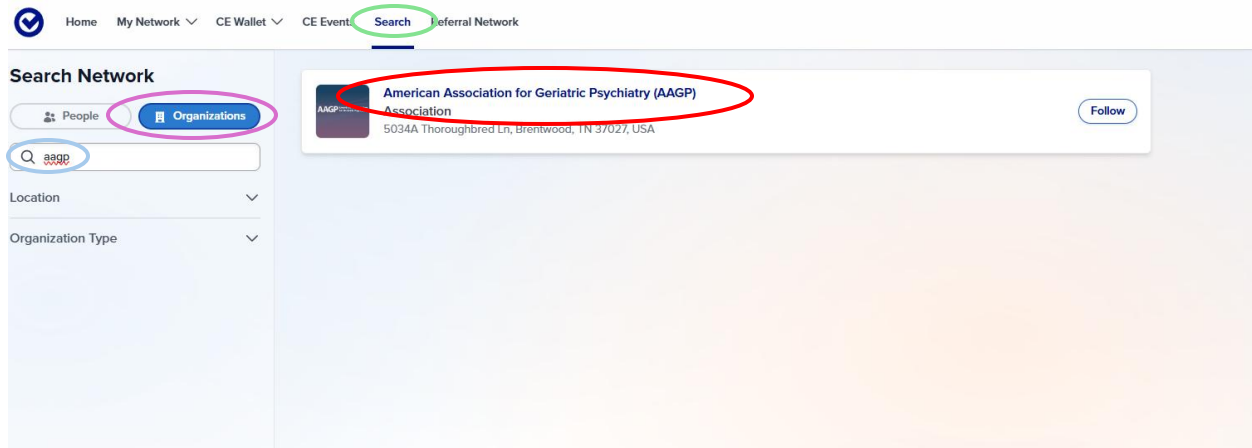 Home My Network CE Wallet CE Events Search Referral Network
Search Network
People Organizations
aagp
Location
Organization Type
AAGP
American Association for Geriatric Psychiatry (AAGP)
Association
5034A Thoroughbred Ln, Brentwood, TN 37027, USA
Follow